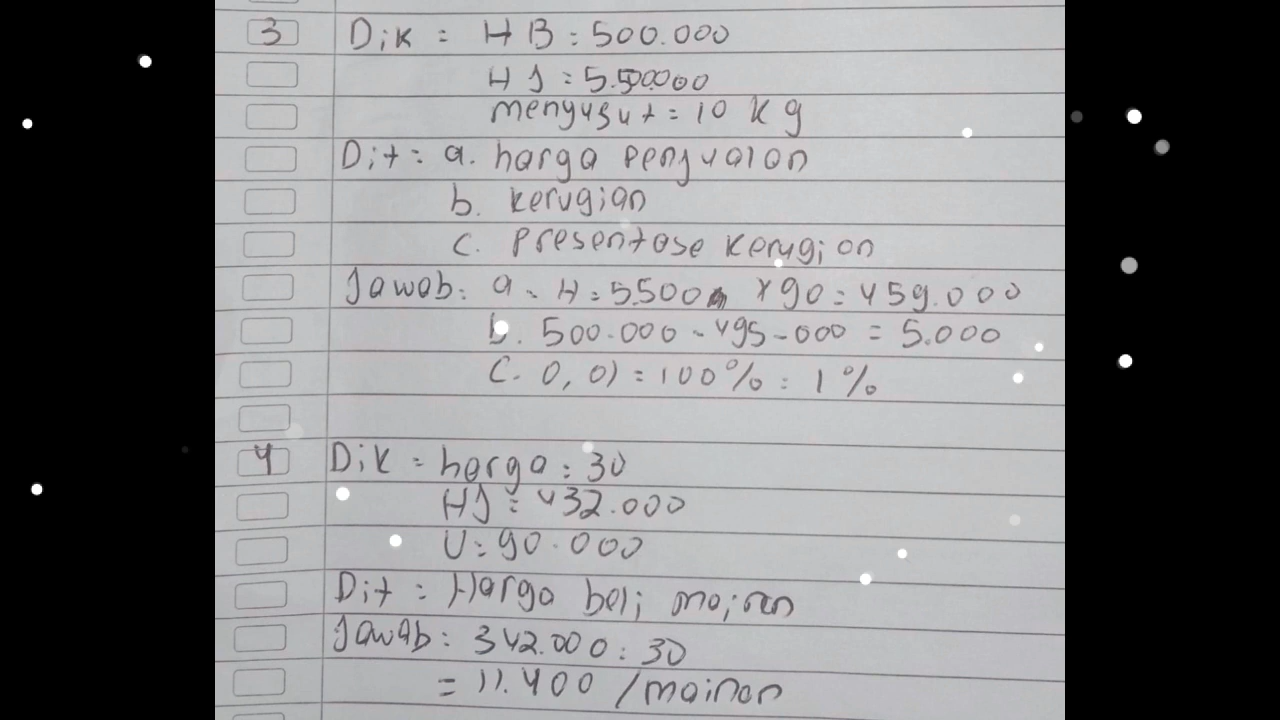 3 Dik = HB : 500.000
HJ = 5.500.00
menyusut = 10 kg
Dit = a. harga penjualan
b. kerugian
c. presentase kerugian
Jawab : a. H = 5.500 x 90 = 459.000
b. 500.000 - 495-000 = 5.000
C. 0,01 = 100% = 1%
4 Dik = harga : 30
HJ = 432.000
U = 90.000
Dit = Harga beli mainan
Jawab : 342.000 : 30
= 11.400 /mainan